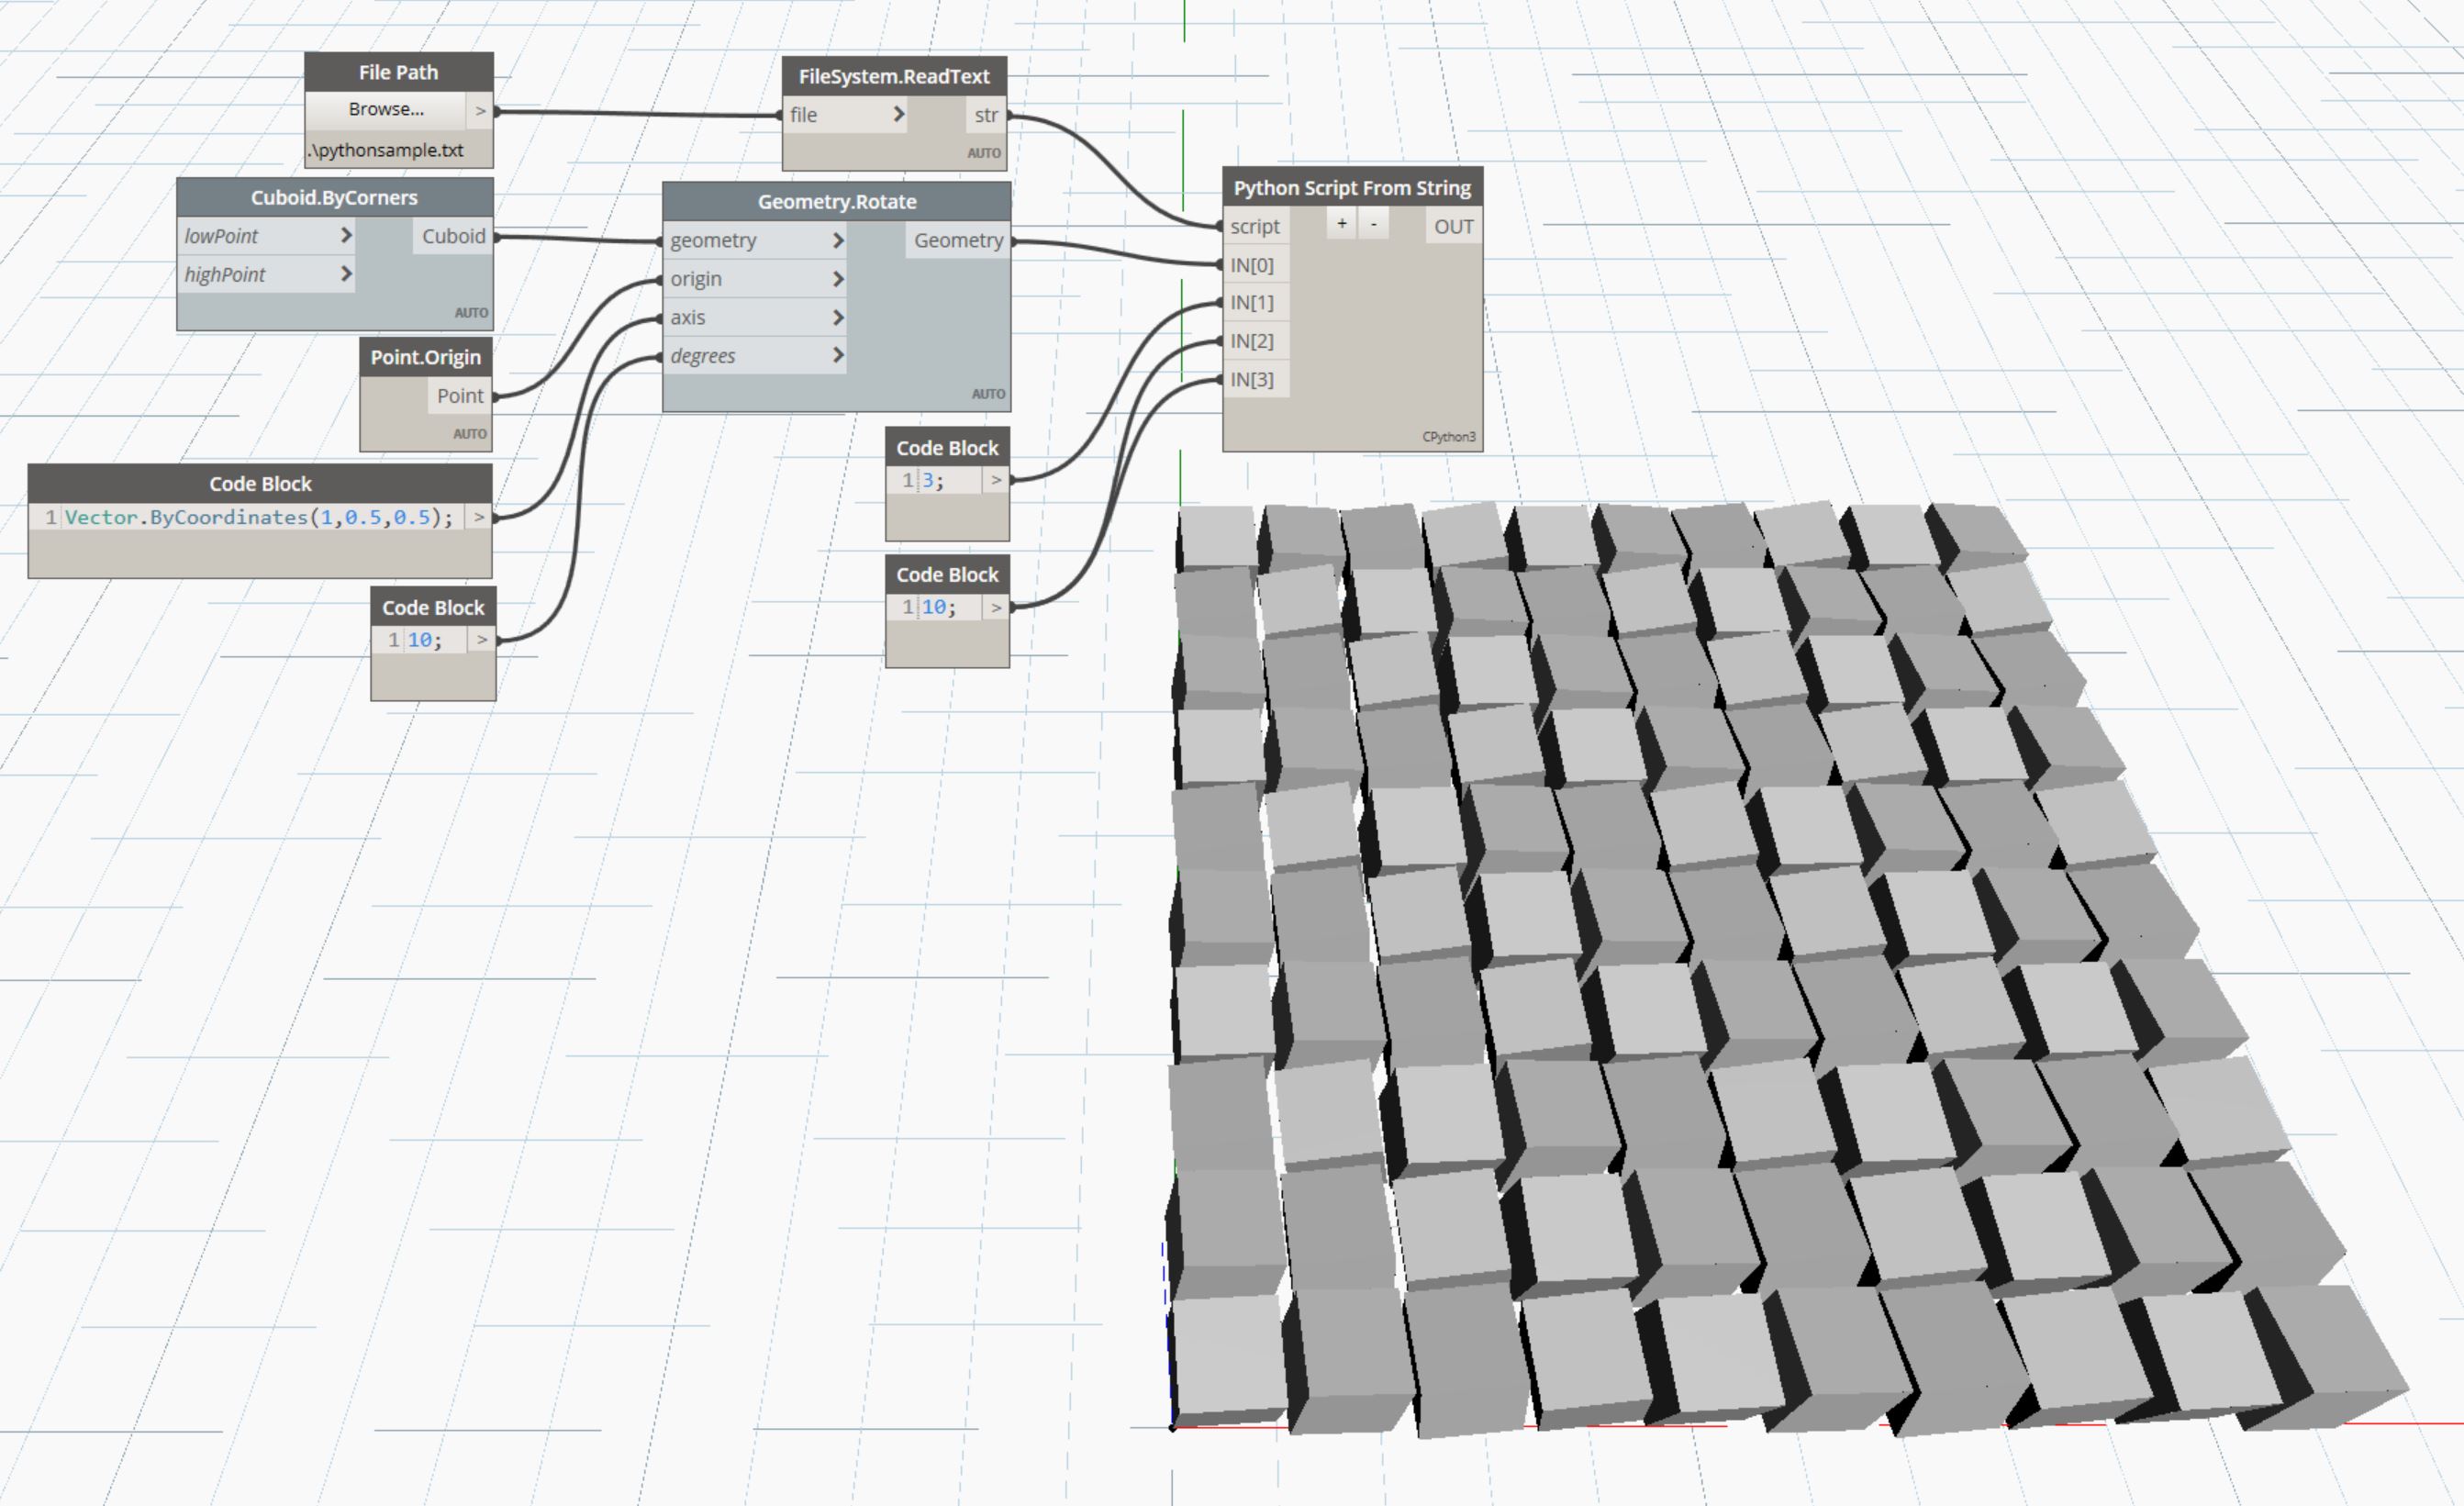 File Path
Browse... >
.\pythonsample.txt
FileSystem.ReadText
file > str
AUTO
Cuboid.ByCorners
lowPoint > Cuboid
highPoint >
AUTO
Geometry.Rotate
geometry > Geometry
origin >
axis >
degrees >
AUTO
Python Script From String
script + - OUT
IN[0]
IN[1]
IN[2]
IN[3]
CPython3
Point.Origin
Point
AUTO
Code Block
1 Vector.ByCoordinates(1,0.5,0.5); >
Code Block
1 10; >
Code Block
1 3; >
Code Block
1 10; >